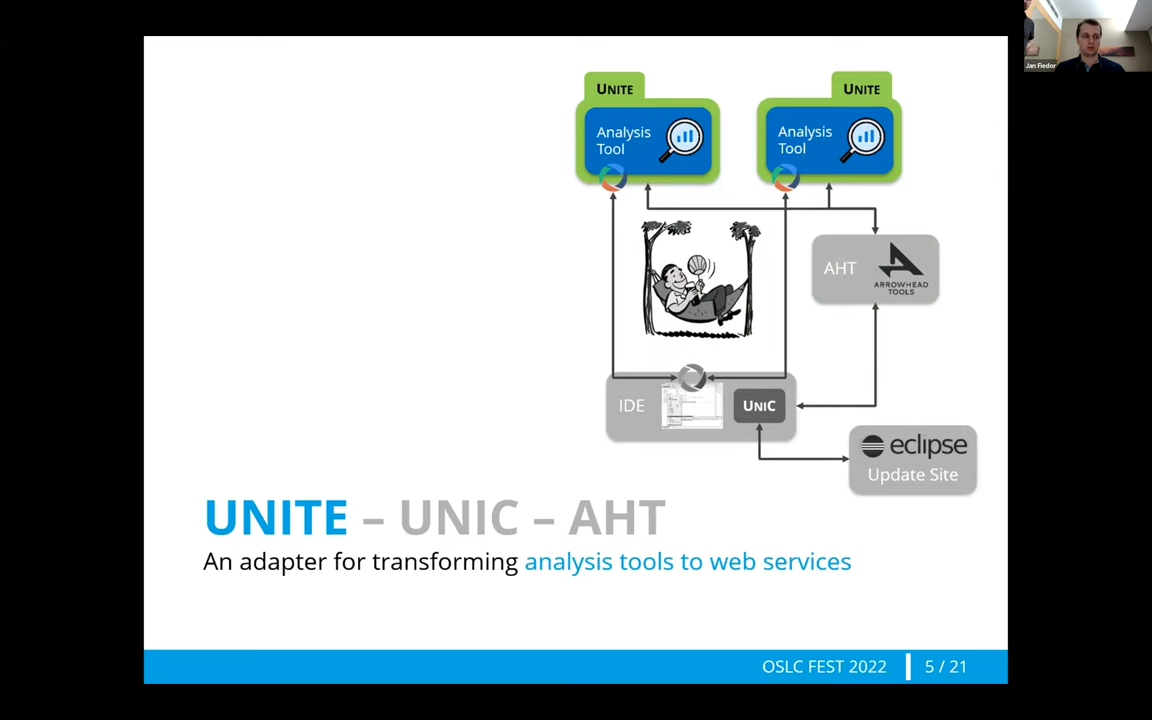 Jan Fiedor
UNITE
UNITE
Analysis
Tool
Analysis
Tool
AHT
ARROWHEAD
TOOLS
IDE
UNIC
eclipse
Update Site
UNITE – UNIC – AHT
An adapter for transforming analysis tools to web services
OSLC FEST 2022
5 / 21